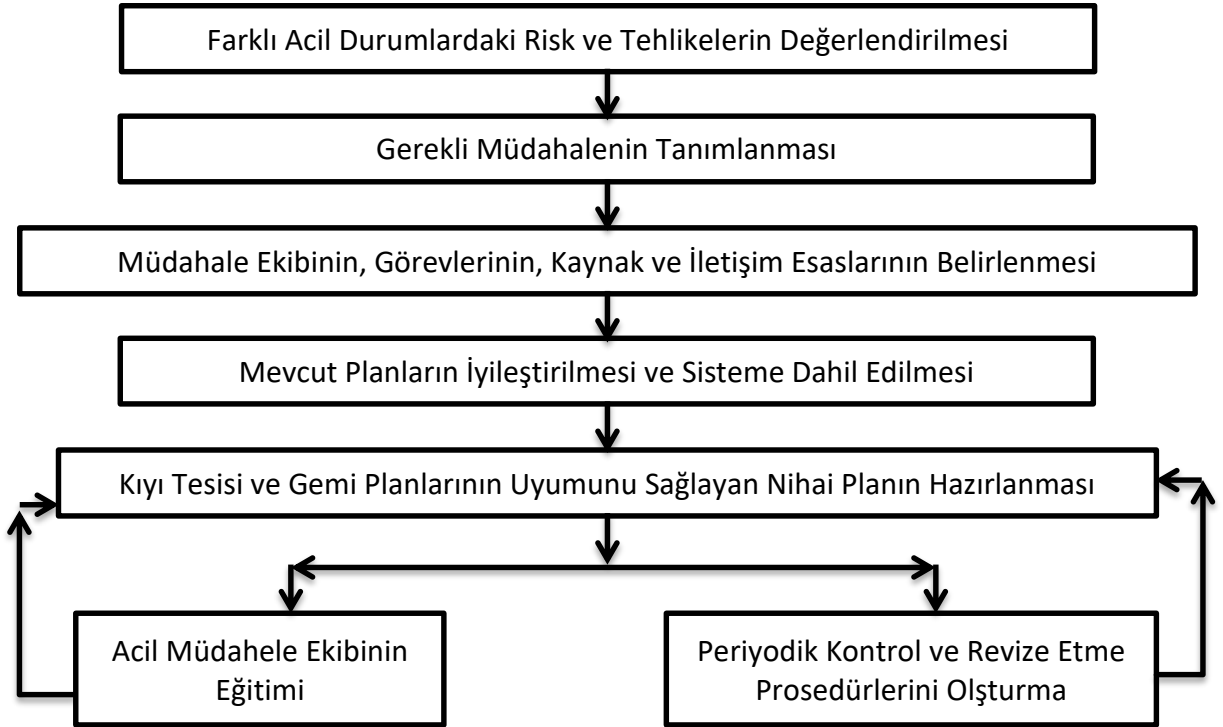 Farklı Acil Durumlardaki Risk ve Tehlikelerin Değerlendirilmesi
Gerekli Müdahalenin Tanımlanması
Müdahale Ekibinin, Görevlerinin, Kaynak ve İletişim Esaslarının Belirlenmesi
Mevcut Planların İyileştirilmesi ve Sisteme Dahil Edilmesi
Kıyı Tesisi ve Gemi Planlarının Uyumunu Sağlayan Nihai Planın Hazırlanması
Acil Müdahele Ekibinin
Eğitimi
Periyodik Kontrol ve Revize Etme
Prosedürlerini Olşturma